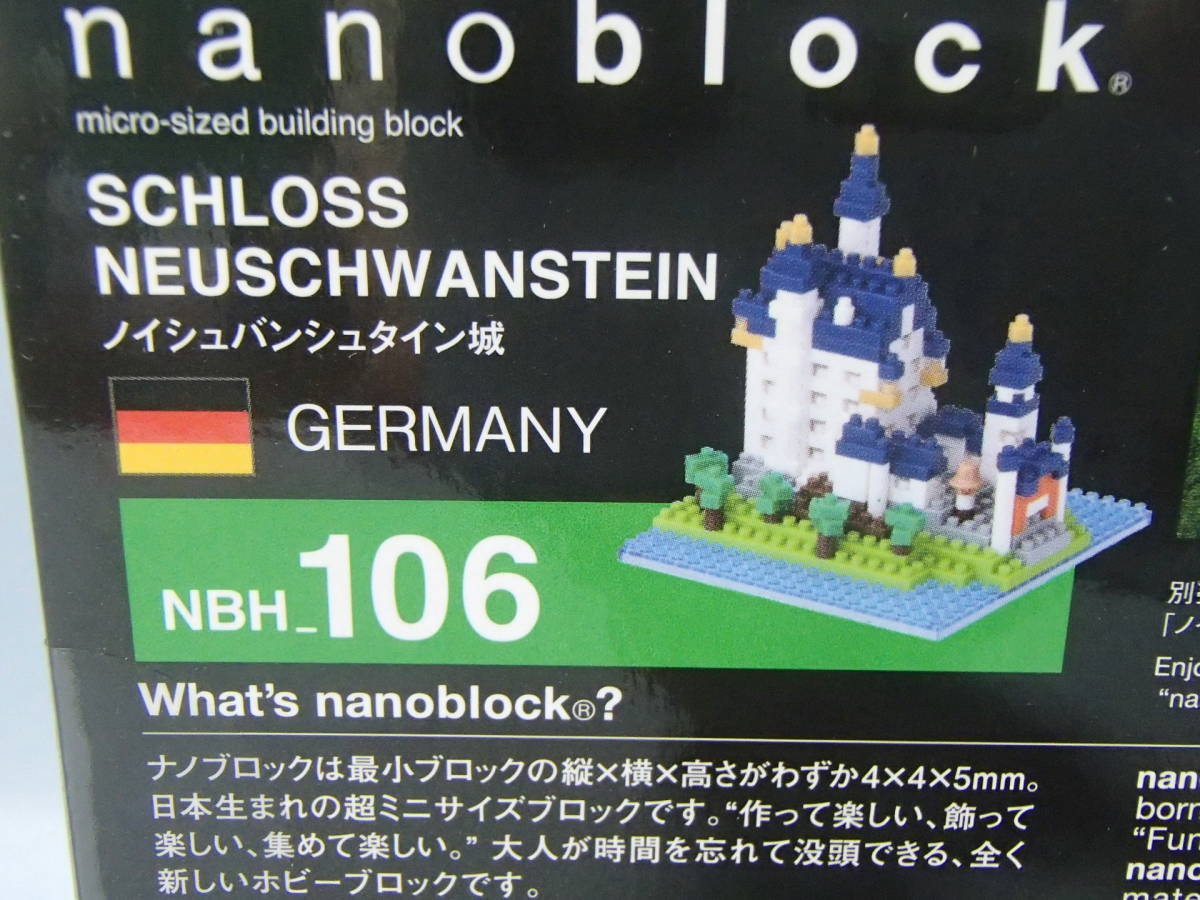 nanoblock®
micro-sized building block
SCHLOSS
NEUSCHWANSTEIN
ノイシュバンシュタイン城
GERMANY
NBH_106
What's nanoblock®?
ナノブロックは最小ブロックの縦×横×高さがわずか4×4×5mm。
日本生まれの超ミニサイズブロックです。“作って楽しい、飾って
楽しい、集めて楽しい。” 大人が時間を忘れて没頭できる、全く
新しいホビーブロックです。